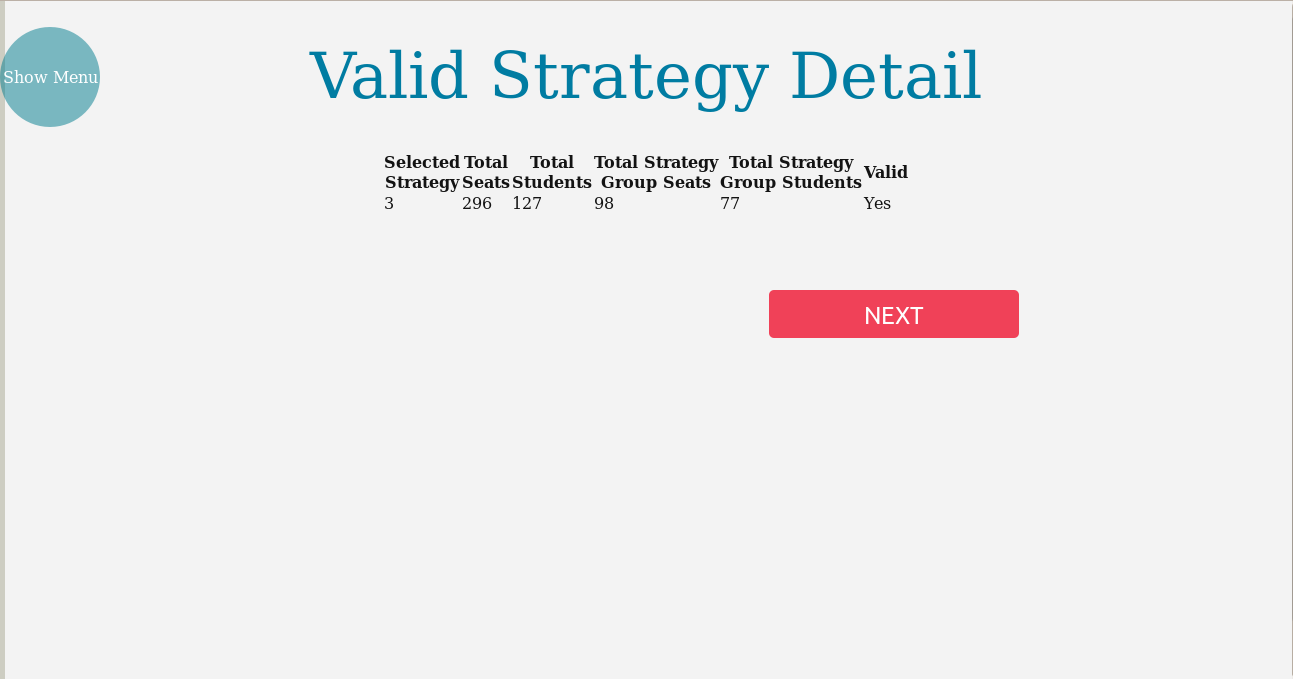 Show Menu
Valid Strategy Detail
Selected Total Total Total Strategy Total Strategy Valid
Strategy Seats Students Group Seats Group Students
3 296 127 98 77 Yes
NEXT